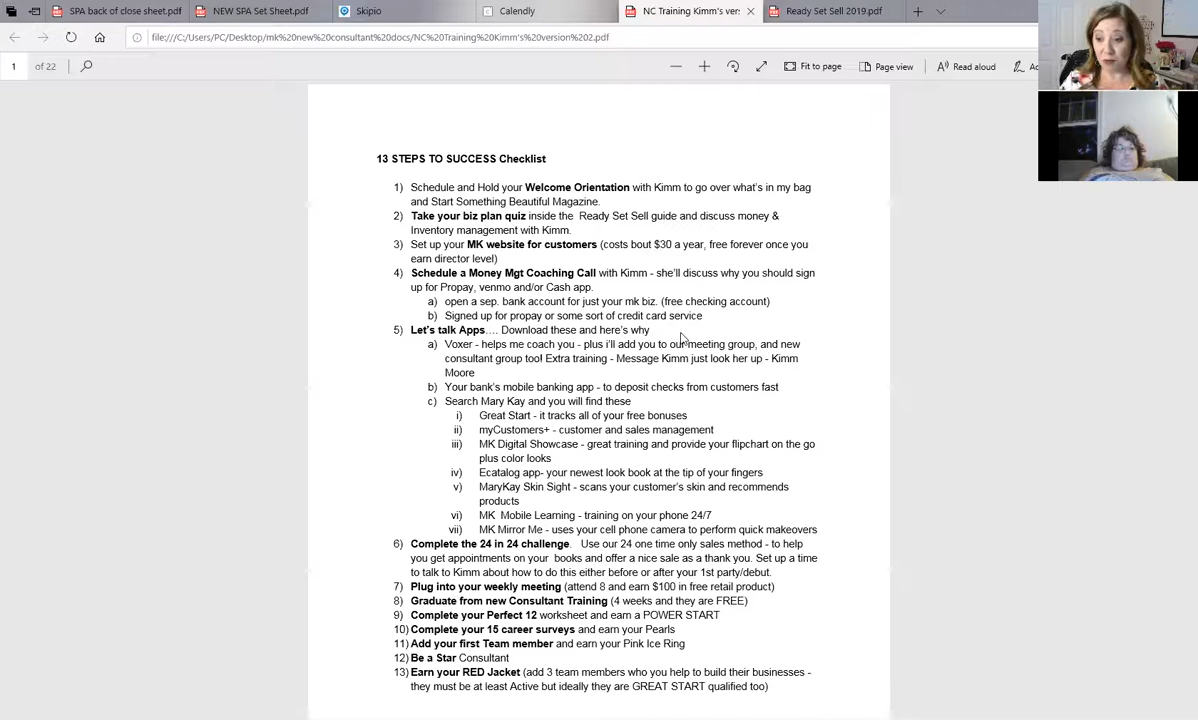 SPA back of close sheet.pdf
NEW SPA Set Sheet.pdf
Skipio
Calendly
NC Training Kimm's ver
Ready Set Sell 2019.pdf
file:///C:/Users/PC/Desktop/mk%20new%20consultant%20docs/NC%20Training%20Kimm's%20version%202.pdf
1 of 22
Fit to page
Page view
Read aloud
13 STEPS TO SUCCESS Checklist
1) Schedule and Hold your Welcome Orientation with Kimm to go over what's in my bag
and Start Something Beautiful Magazine.
2) Take your biz plan quiz inside the Ready Set Sell guide and discuss money &
Inventory management with Kimm.
3) Set up your MK website for customers (costs bout $30 a year, free forever once you
earn director level)
4) Schedule a Money Mgt Coaching Call with Kimm - she'll discuss why you should sign
up for Propay, venmo and/or Cash app.
a) open a sep. bank account for just your mk biz. (free checking account)
b) Signed up for propay or some sort of credit card service
5) Let's talk Apps.... Download these and here's why
a) Voxer - helps me coach you - plus i'll add you to our meeting group, and new
consultant group too! Extra training - Message Kimm just look her up - Kimm
Moore
b) Your bank's mobile banking app - to deposit checks from customers fast
c) Search Mary Kay and you will find these
i) Great Start - it tracks all of your free bonuses
ii) myCustomers+ - customer and sales management
iii) MK Digital Showcase - great training and provide your flipchart on the go
plus color looks
iv) Ecatalog app- your newest look book at the tip of your fingers
v) MaryKay Skin Sight - scans your customer's skin and recommends
products
vi) MK Mobile Learning - training on your phone 24/7
vii) MK Mirror Me - uses your cell phone camera to perform quick makeovers
6) Complete the 24 in 24 challenge. Use our 24 one time only sales method - to help
you get appointments on your books and offer a nice sale as a thank you. Set up a time
to talk to Kimm about how to do this either before or after your 1st party/debut.
7) Plug into your weekly meeting (attend 8 and earn $100 in free retail product)
8) Graduate from new Consultant Training (4 weeks and they are FREE)
9) Complete your Perfect 12 worksheet and earn a POWER START
10) Complete your 15 career surveys and earn your Pearls
11) Add your first Team member and earn your Pink Ice Ring
12) Be a Star Consultant
13) Earn your RED Jacket (add 3 team members who you help to build their businesses -
they must be at least Active but ideally they are GREAT START qualified too)